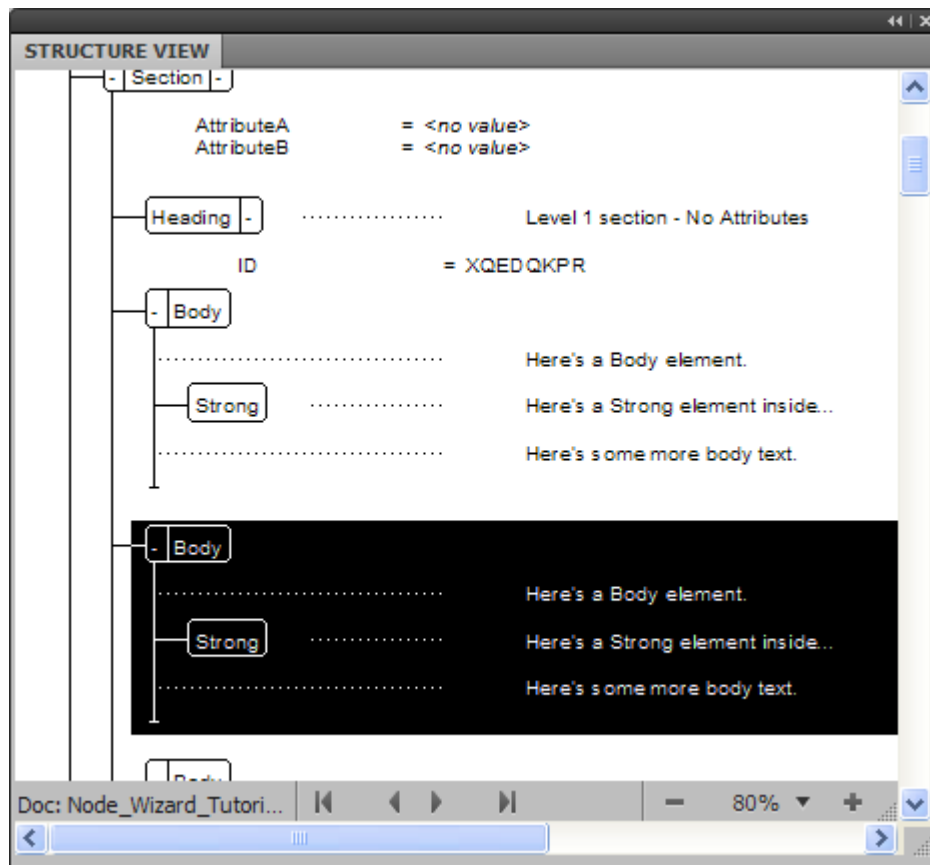 STRUCTURE VIEW
- Section -
AttributeA = <no value>
AttributeB = <no value>
Heading - Level 1 section - No Attributes
ID = XQEDQKPR
- Body
Here's a Body element.
Strong Here's a Strong element inside...
Here's some more body text.
- Body
Here's a Body element.
Strong Here's a Strong element inside...
Here's some more body text.
Body
Doc: Node_Wizard_Tutori... 80%